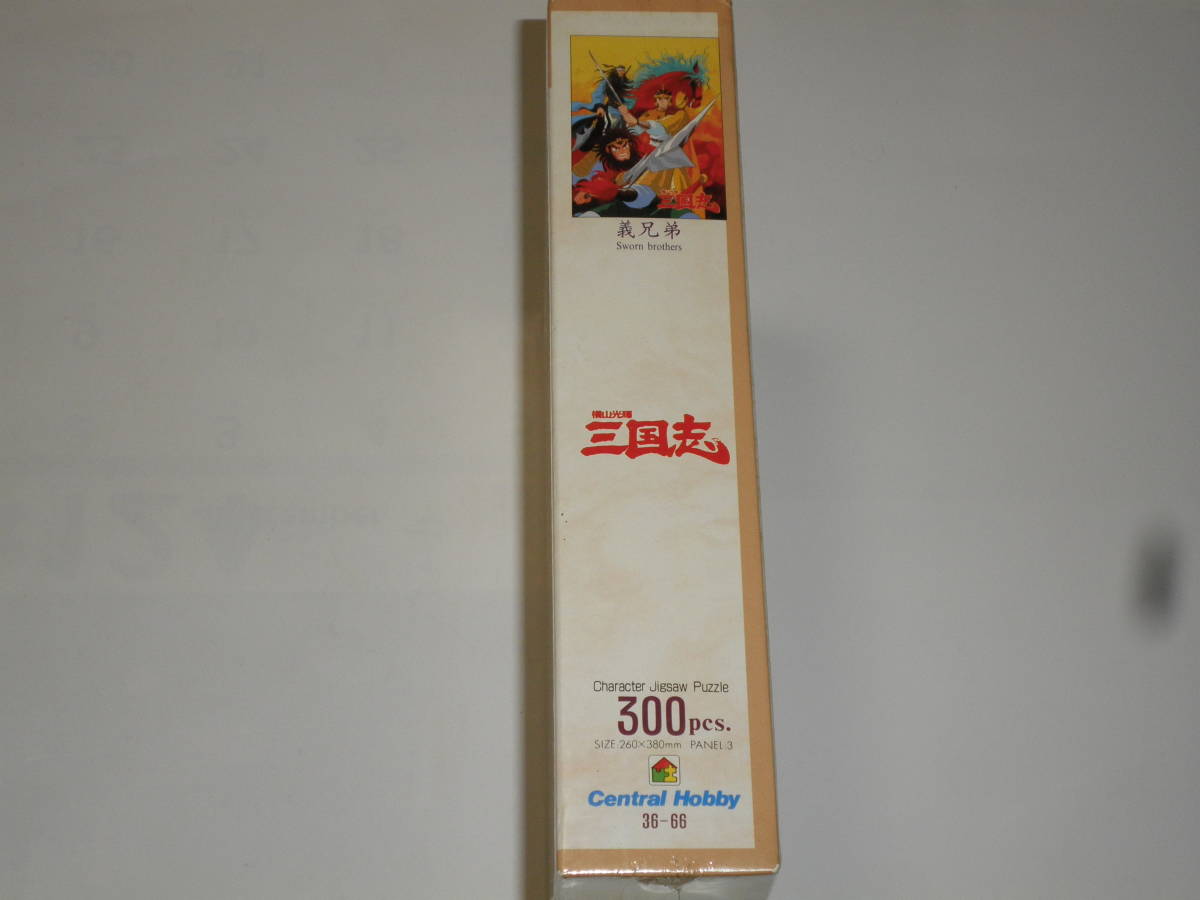 三国志
義兄弟
Sworn brothers
横山光輝
三国志
Character Jigsaw Puzzle
300pcs.
SIZE:260×380mm PANEL:3
Central Hobby
36-66